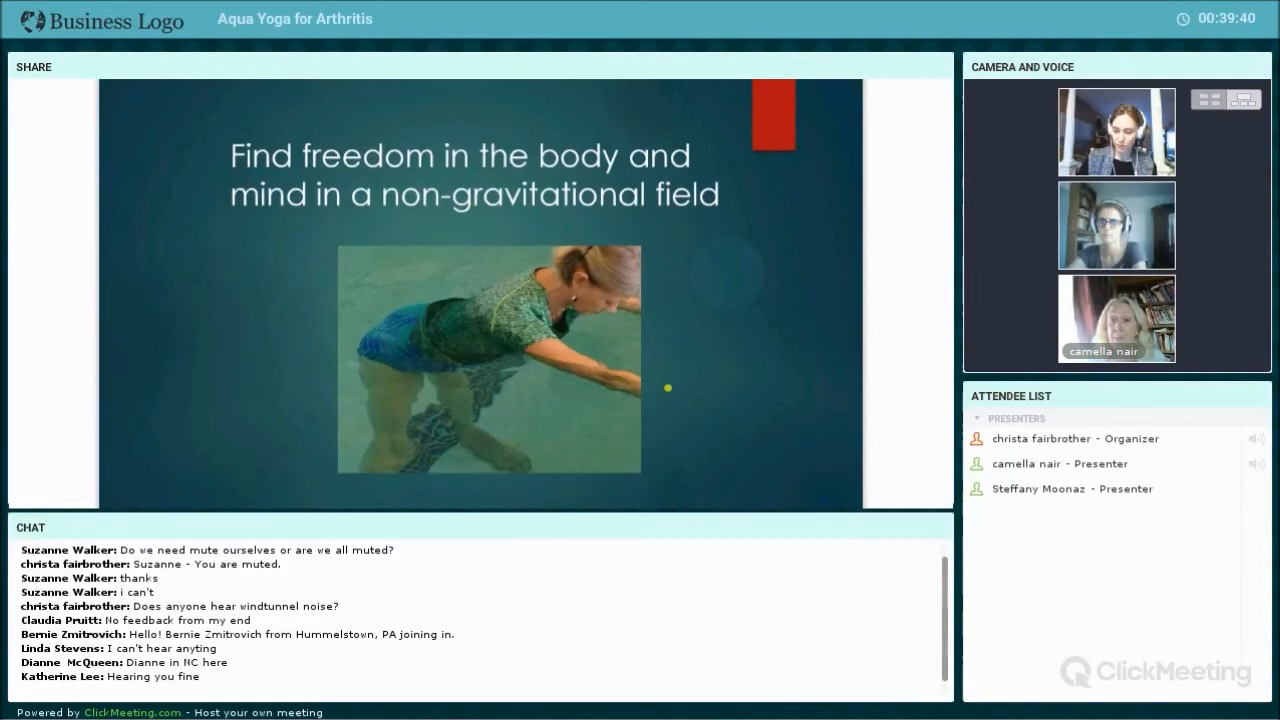 Business Logo
Aqua Yoga for Arthritis
00:39:40
SHARE
Find freedom in the body and
mind in a non-gravitational field
CAMERA AND VOICE
camella nair
ATTENDEE LIST
PRESENTERS
christa fairbrother - Organizer
camella nair - Presenter
Steffany Moonaz - Presenter
CHAT
Suzanne Walker: Do we need mute ourselves or are we all muted?
christa fairbrother: Suzanne - You are muted.
Suzanne Walker: thanks
Suzanne Walker: i can't
christa fairbrother: Does anyone hear windtunnel noise?
Claudia Pruitt: No feedback from my end
Bernie Zmitrovich: Hello! Bernie Zmitrovich from Hummelstown, PA joining in.
Linda Stevens: I can't hear anyting
Dianne McQueen: Dianne in NC here
Katherine Lee: Hearing you fine
ClickMeeting
Powered by ClickMeeting.com - Host your own meeting